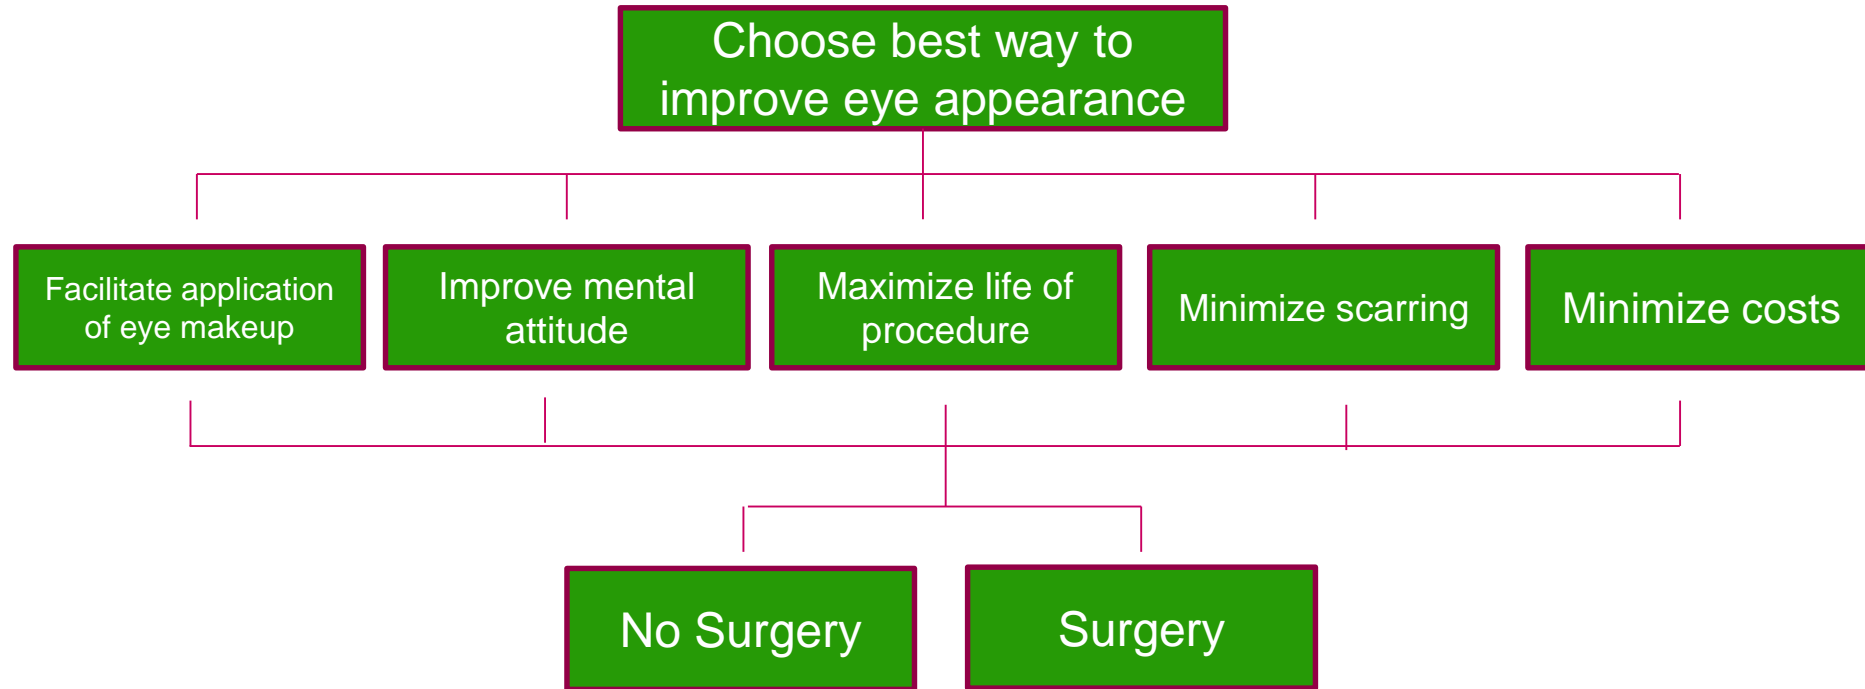 Choose best way to
improve eye appearance
Facilitate application
of eye makeup
Improve mental
attitude
Maximize life of
procedure
Minimize scarring
Minimize costs
No Surgery
Surgery